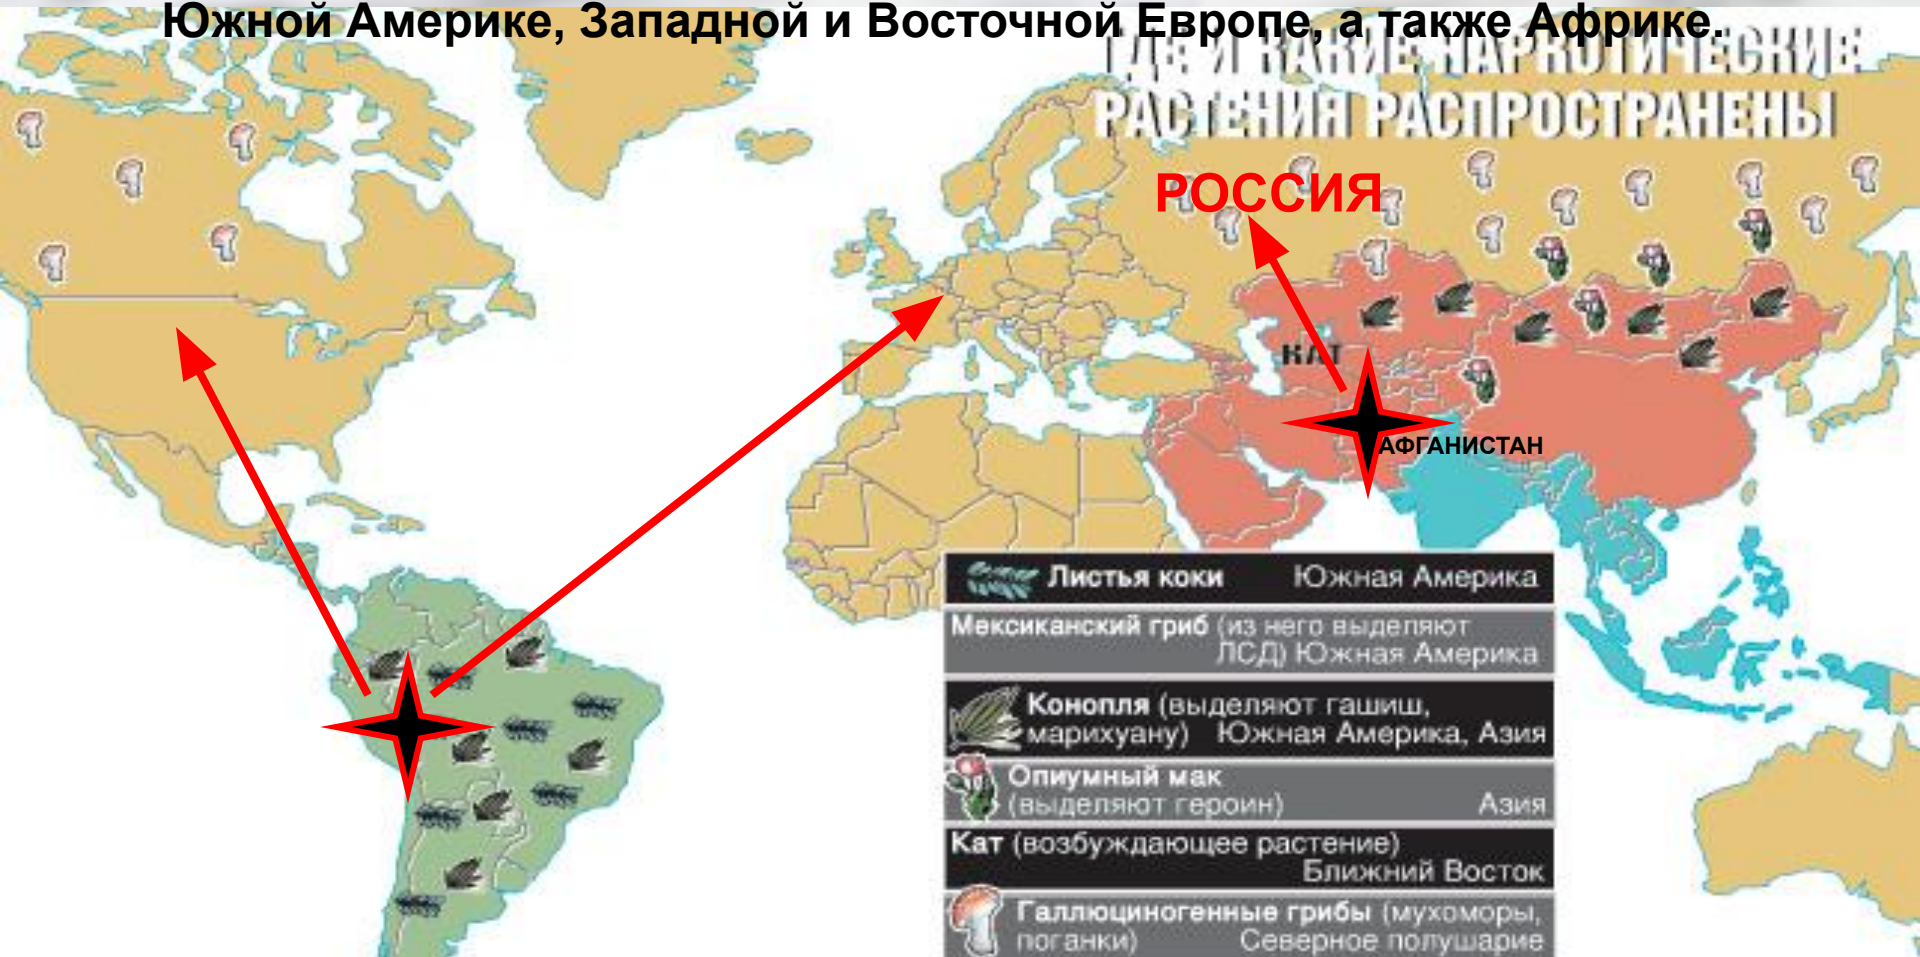 Южной Америке, Западной и Восточной Европе, а также Африке.
ГДЕ И КАКИЕ НАРКОТИЧЕСКИЕ
РАСТЕНИЯ РАСПРОСТРАНЕНЫ
РОССИЯ
КАТ
АФГАНИСТАН
Листья коки Южная Америка
Мексиканский гриб (из него выделяют
ЛСД) Южная Америка
Конопля (выделяют гашиш,
марихуану) Южная Америка, Азия
Опиумный мак
(выделяют героин) Азия
Кат (возбуждающее растение)
Ближний Восток
Галлюциногенные грибы (мухоморы,
поганки) Северное полушарие